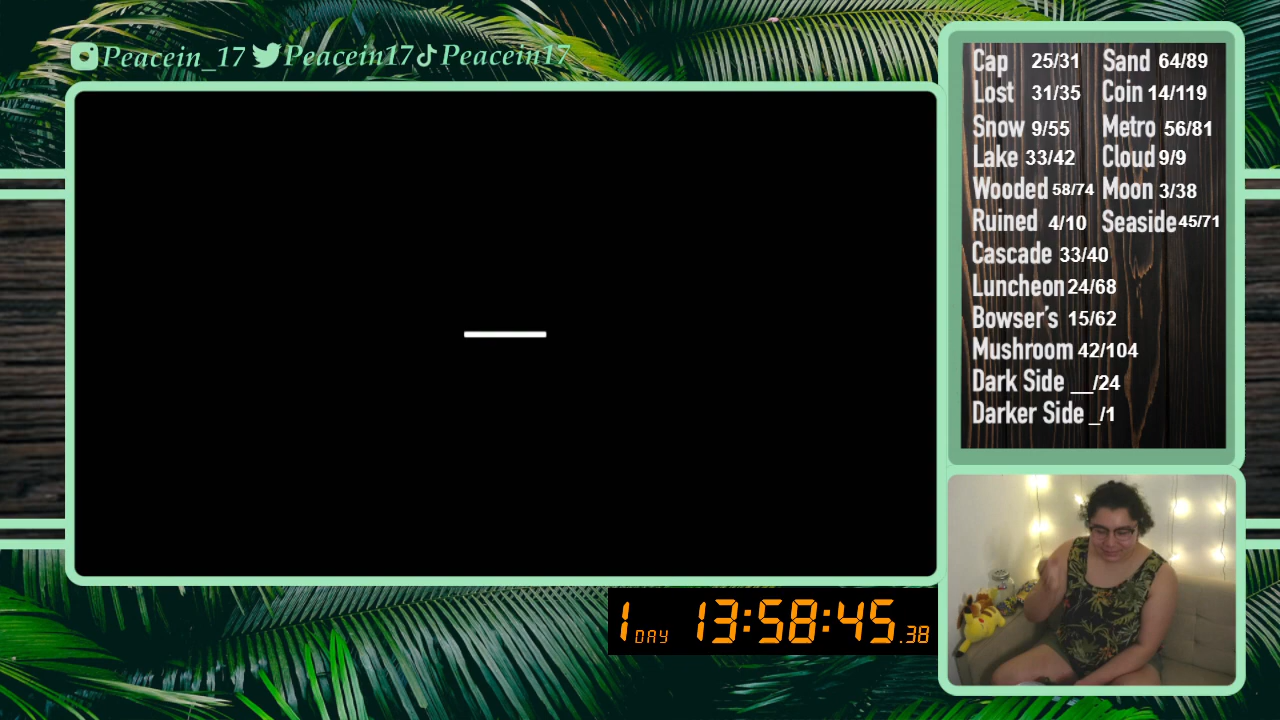 Peacein_17 Peacein17 Peacein17
Cap 25/31 Sand 64/89
Lost 31/35 Coin 14/119
Snow 9/55 Metro 56/81
Lake 33/42 Cloud 9/9
Wooded 58/74 Moon 3/38
Ruined 4/10 Seaside 45/71
Cascade 33/40
Luncheon 24/68
Bowser's 15/62
Mushroom 42/104
Dark Side __/24
Darker Side _/1
1 DAY 13:58:45.38